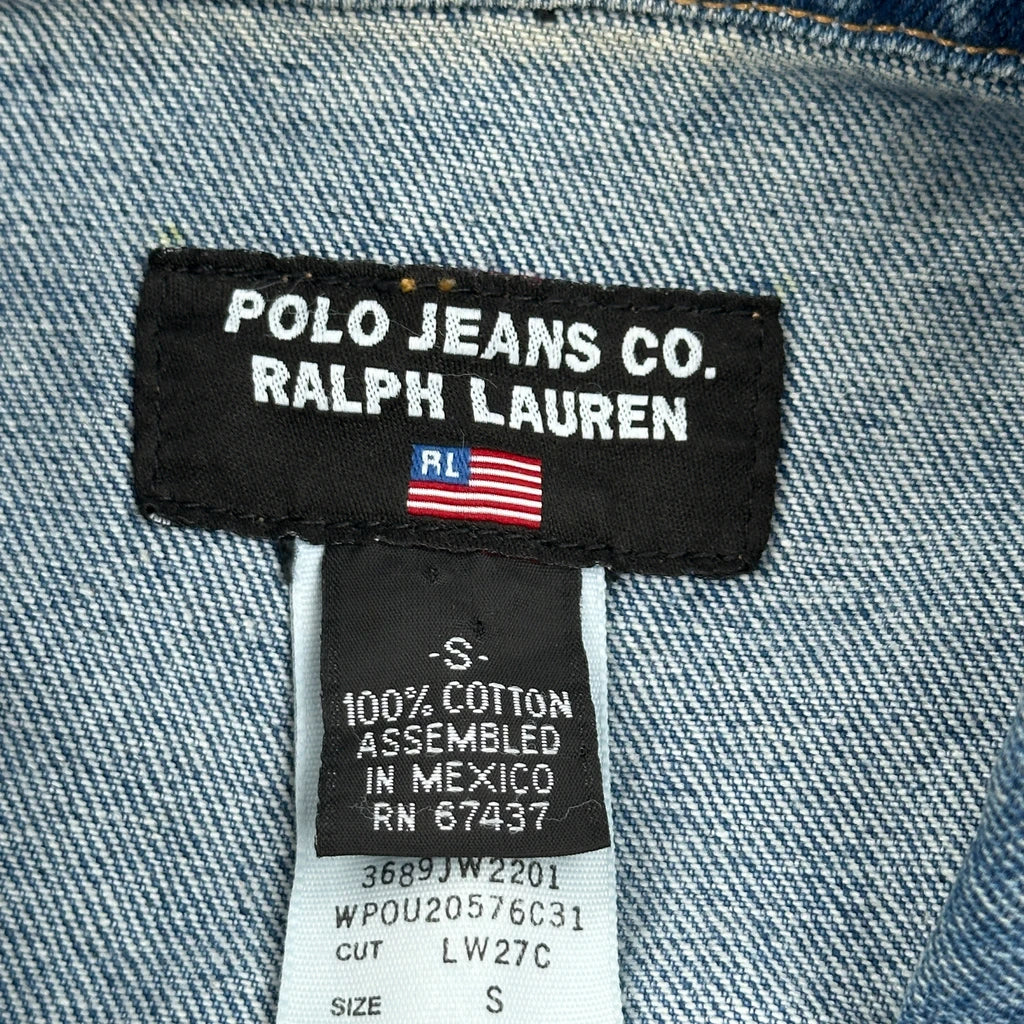 POLO JEANS CO.
RALPH LAUREN
RL
-S-
100% COTTON
ASSEMBLED
IN MEXICO
RN 67437
3689JW2201
WPOU20576C31
CUT LW27C
SIZE S